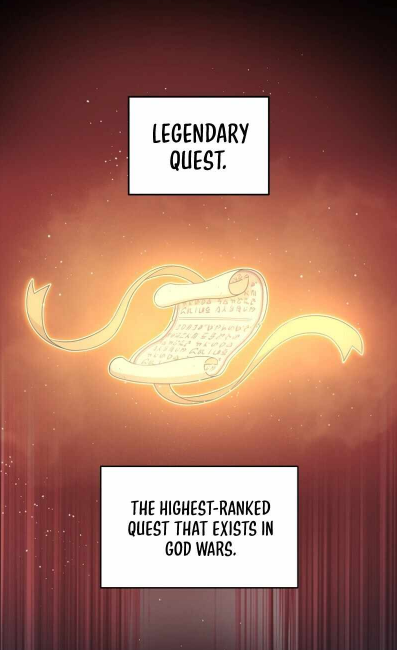 LEGENDARY
QUEST.
THE HIGHEST-RANKED
QUEST THAT EXISTS IN
GOD WARS.